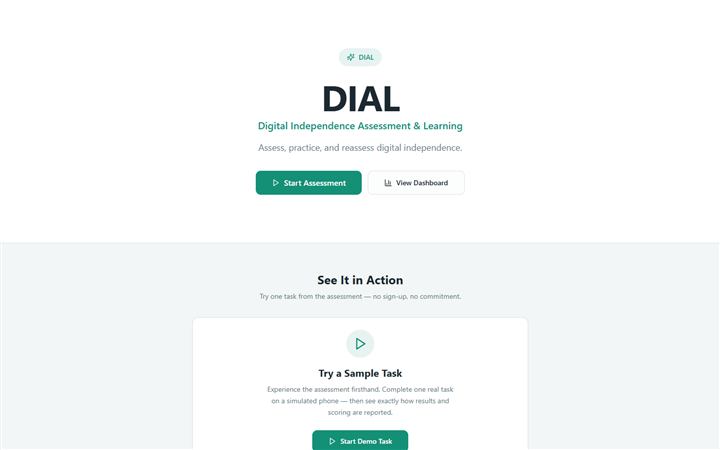 DIAL
DIAL
Digital Independence Assessment & Learning
Assess, practice, and reassess digital independence.
Start Assessment
View Dashboard
See It in Action
Try one task from the assessment — no sign-up, no commitment.
Try a Sample Task
Experience the assessment firsthand. Complete one real task
on a simulated phone — then see exactly how results and
scoring are reported.
Start Demo Task